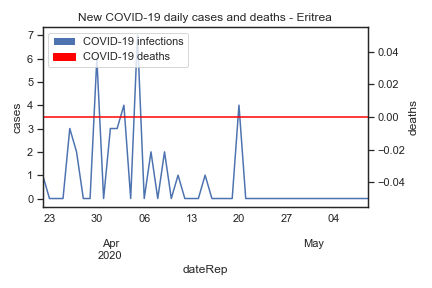 New COVID-19 daily cases and deaths - Eritrea
COVID-19 infections
COVID-19 deaths
cases
7
6
5
4
3
2
1
0
deaths
0.04
0.02
0.00
−0.02
−0.04
23 30 06 13 20 27 04
Apr May
2020
dateRep